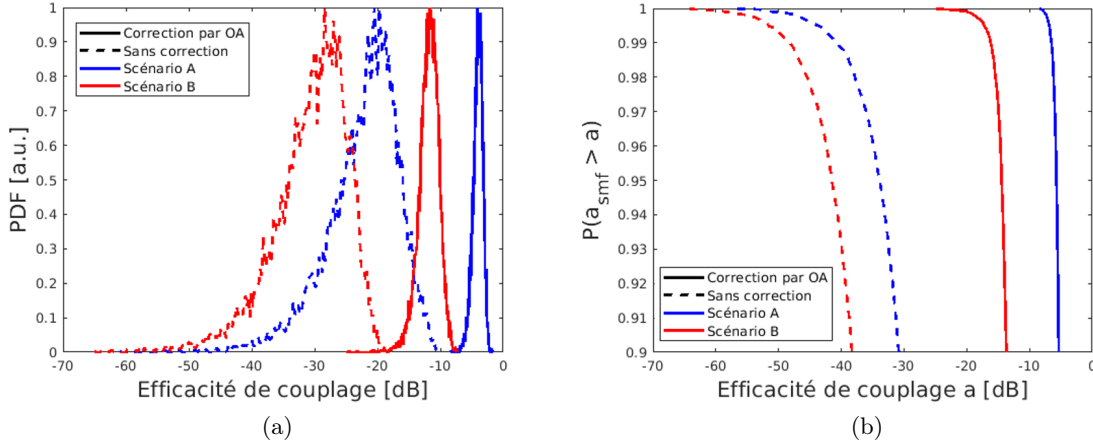 1
0.9
0.8
0.7
0.6
0.5
0.4
0.3
0.2
0.1
0
PDF [a.u.]
Correction par OA
Sans correction
Scénario A
Scénario B
-70 -60 -50 -40 -30 -20 -10 0
Efficacité de couplage [dB]
(a)
1
0.99
0.98
0.97
0.96
0.95
0.94
0.93
0.92
0.91
0.9
P(a_smf > a)
Correction par OA
Sans correction
Scénario A
Scénario B
-70 -60 -50 -40 -30 -20 -10 0
Efficacité de couplage a [dB]
(b)